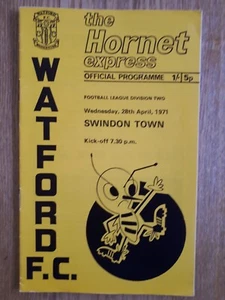 the
Hornet
express
OFFICIAL PROGRAMME 1/-/5p
FOOTBALL LEAGUE DIVISION TWO
Wednesday, 28th April, 1971
SWINDON TOWN
Kick-off 7.30 p.m.
WATFORD
F.C.